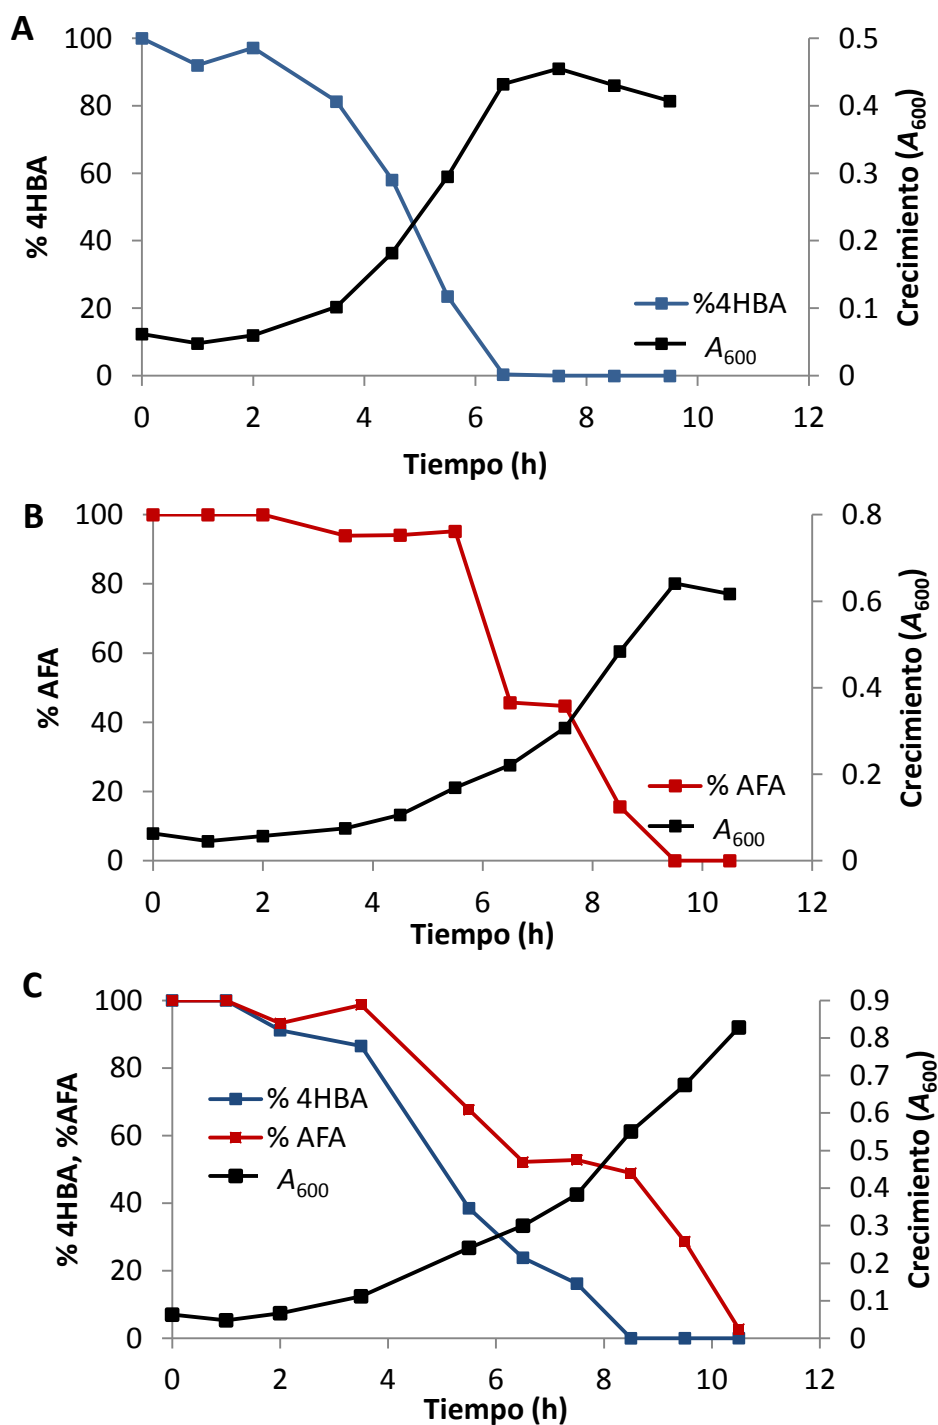 A
100
80
60
40
20
0
% 4HBA
0.5
0.4
0.3
0.2
0.1
0
Crecimiento (A600)
%4HBA
A600
0 2 4 6 8 10 12
Tiempo (h)
B
100
80
60
40
20
0
% AFA
0.8
0.6
0.4
0.2
0
Crecimiento (A600)
% AFA
A600
0 2 4 6 8 10 12
Tiempo (h)
C
100
80
60
40
20
0
% 4HBA, %AFA
0.9
0.8
0.7
0.6
0.5
0.4
0.3
0.2
0.1
0
Crecimiento (A600)
% 4HBA
% AFA
A600
0 2 4 6 8 10 12
Tiempo (h)